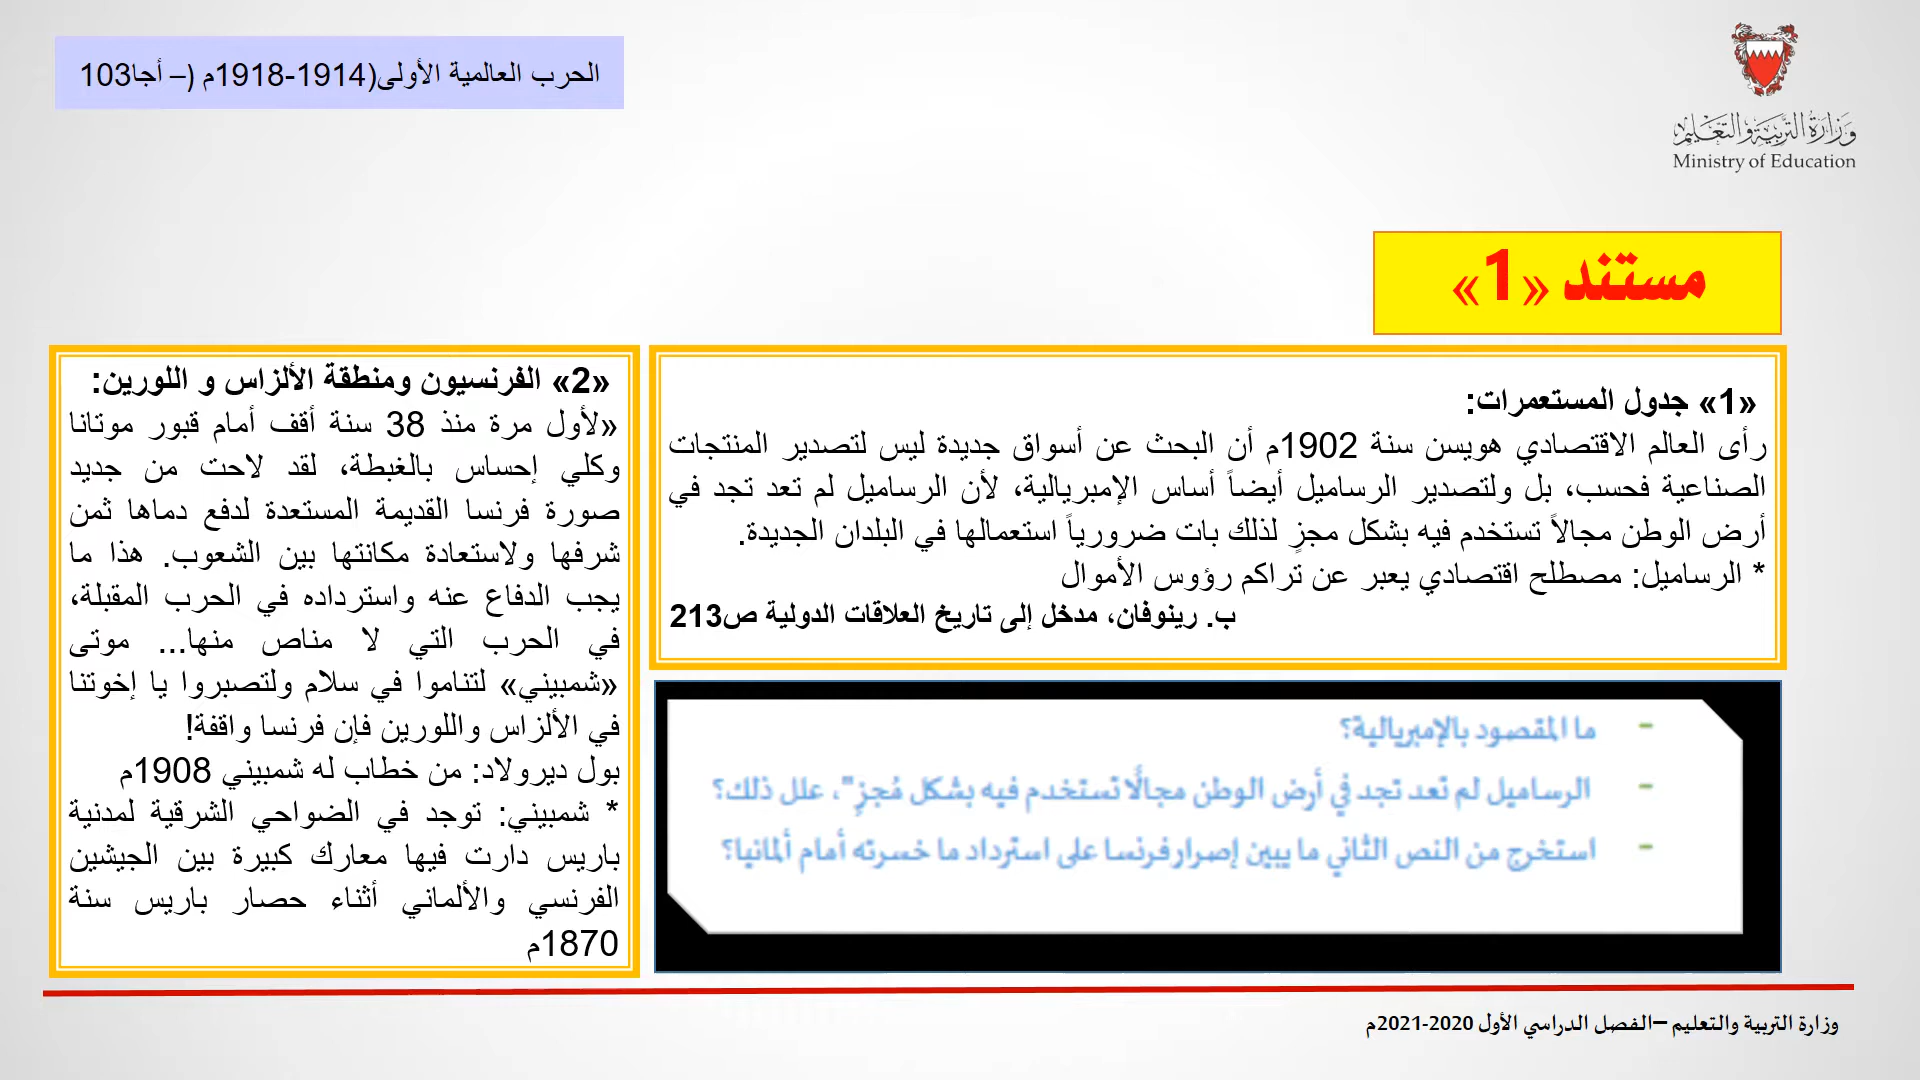 الحرب العالمية الأولى(1914-1918م (– أجا103
وزارة التربية والتعليم
Ministry of Education
مستند «1»
«1» جدول المستعمرات:
رأى العالم الاقتصادي هوبسن سنة 1902م أن البحث عن أسواق جديدة ليس لتصدير المنتجات
الصناعية فحسب، بل ولتصدير الرساميل أيضاً أساس الإمبريالية، لأن الرساميل لم تعد تجد في
أرض الوطن مجالاً تستخدم فيه بشكل مجزٍ لذلك بات ضرورياً استعمالها في البلدان الجديدة.
* الرساميل: مصطلح اقتصادي يعبر عن تراكم رؤوس الأموال
ب. رينوفان، مدخل إلى تاريخ العلاقات الدولية ص213
- ما المقصود بالإمبريالية؟
- الرساميل لم تعد تجد في أرض الوطن مجالًا تستخدم فيه بشكل مُجزٍ"، علل ذلك؟
- استخرج من النص الثاني ما يبين إصرار فرنسا على استرداد ما خسرته أمام ألمانيا؟
«2» الفرنسيون ومنطقة الألزاس و اللورين:
«لأول مرة منذ 38 سنة أقف أمام قبور موتانا
وكلي إحساس بالغبطة، لقد لاحت من جديد
صورة فرنسا القديمة المستعدة لدفع دماها ثمن
شرفها ولاستعادة مكانتها بين الشعوب. هذا ما
يجب الدفاع عنه واسترداده في الحرب المقبلة،
في الحرب التي لا مناص منها... موتى
«شمبيني» لتناموا في سلام ولتصبروا يا إخوتنا
في الألزاس واللورين فإن فرنسا واقفة!
بول ديرولاد: من خطاب له شمبيني 1908م
* شمبيني: توجد في الضواحي الشرقية لمدنية
باريس دارت فيها معارك كبيرة بين الجيشين
الفرنسي والألماني أثناء حصار باريس سنة
1870م
وزارة التربية والتعليم –الفصل الدراسي الأول 2020-2021م